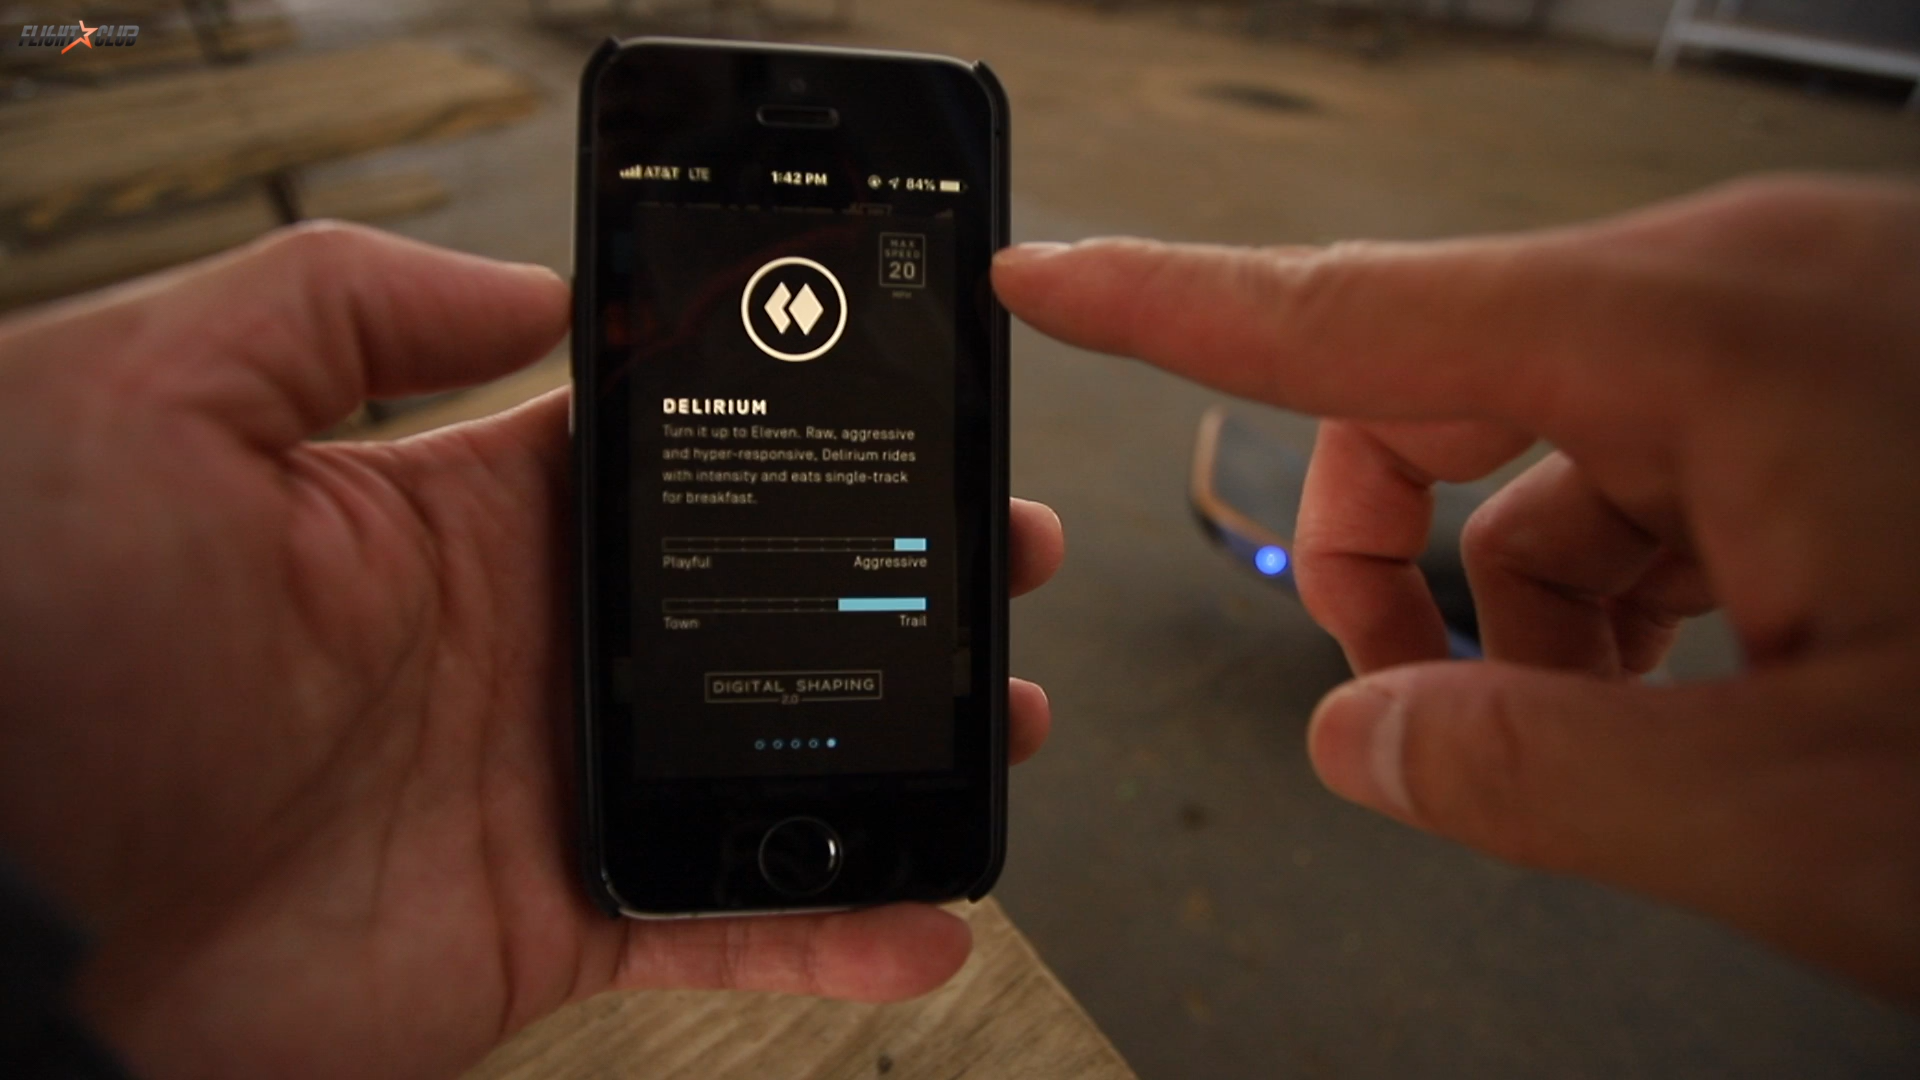 FLIGHT CLUB
AT&T LTE
1:42 PM
84%
MAX
SPEED
20
MPH
DELIRIUM
Turn it up to Eleven. Raw, aggressive
and hyper-responsive, Delirium rides
with intensity and eats single-track
for breakfast.
Playful Aggressive
Town Trail
DIGITAL SHAPING
2.0